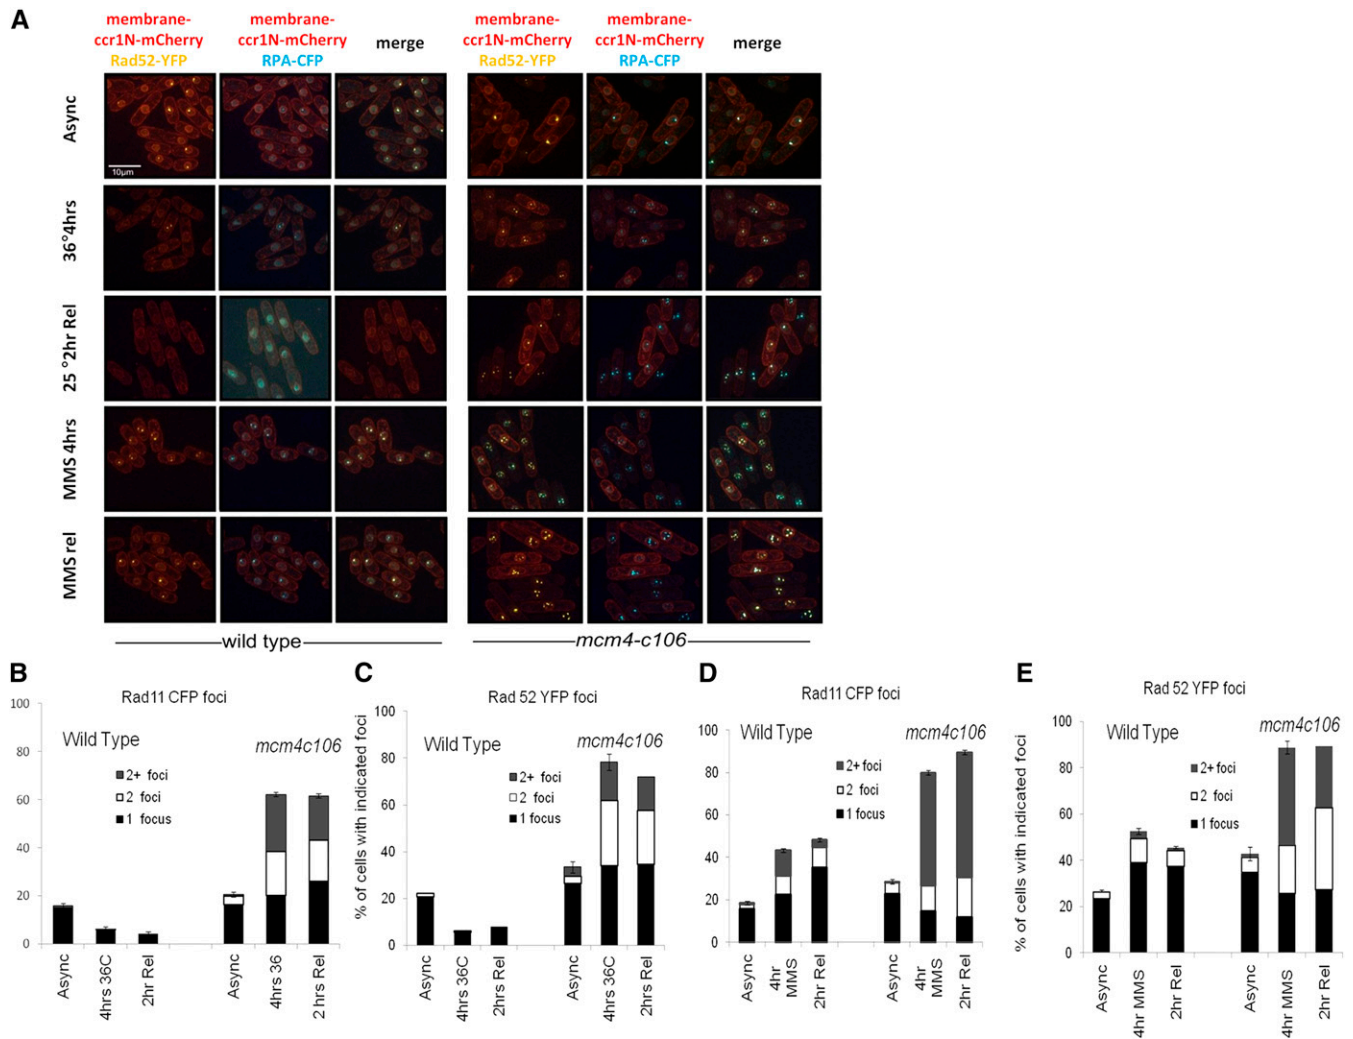 A
membrane-
ccr1N-mCherry
Rad52-YFP
membrane-
ccr1N-mCherry
RPA-CFP
merge
membrane-
ccr1N-mCherry
Rad52-YFP
membrane-
ccr1N-mCherry
RPA-CFP
merge
Async
10µm
36°4hrs
25 °2hr Rel
MMS 4hrs
MMS rel
wild type
mcm4-c106
B
Rad11 CFP foci
100
80
60
40
20
0
Wild Type
mcm4c106
2+ foci
2 foci
1 focus
Async
4hrs 36C
2hr Rel
Async
4hrs 36
2 hrs Rel
C
Rad 52 YFP foci
% of cells with indicated foci
100
80
60
40
20
0
Wild Type
mcm4c106
2+ foci
2 foci
1 focus
Async
4hrs 36C
2hr Rel
Async
4hrs 36C
2hrs Rel
D
Rad11 CFP foci
100
80
60
40
20
0
Wild Type
mcm4c106
2+ foci
2 foci
1 focus
Async
4hr
MMS
2hr Rel
Async
4hr
MMS
2hr Rel
E
Rad 52 YFP foci
% of cells with indicated foci
100
80
60
40
20
0
Wild Type
mcm4c106
2+ foci
2 foci
1 focus
Async
4hr MMS
2hr Rel
Async
4hr MMS
2hr Rel